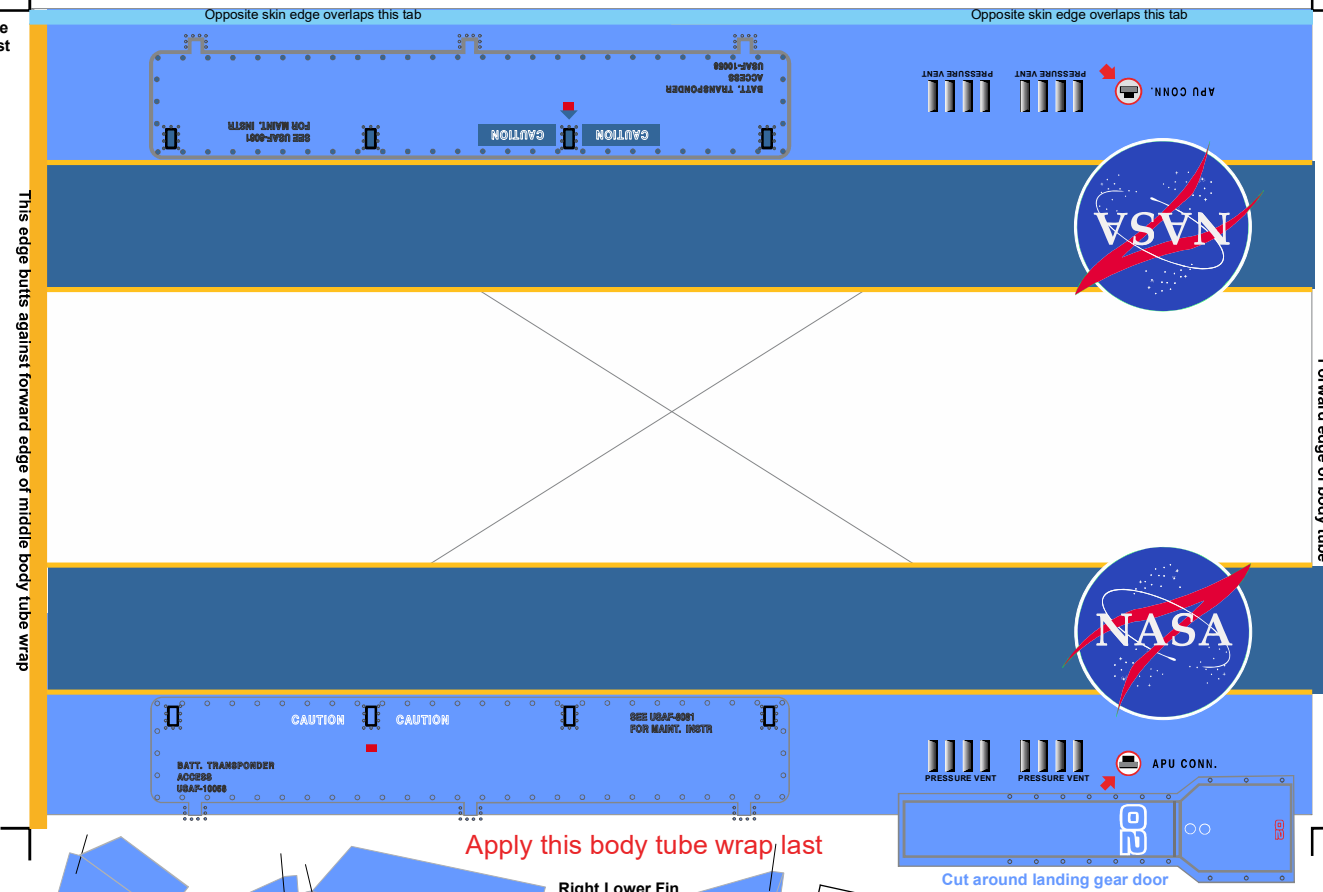 Opposite skin edge overlaps this tab
Opposite skin edge overlaps this tab
e
st
BATT. TRANSPONDER
ACCESS
USAF-10058
SEE USAF-6061
FOR MAINT. INSTR
CAUTION
CAUTION
PRESSURE VENT
PRESSURE VENT
APU CONN.
NASA
This edge butts against forward edge of middle body tube wrap
Forward edge of body tube
NASA
CAUTION
CAUTION
SEE USAF-6061
FOR MAINT. INSTR
BATT. TRANSPONDER
ACCESS
USAF-10058
PRESSURE VENT
PRESSURE VENT
APU CONN.
02
02
Apply this body tube wrap last
Cut around landing gear door
Right Lower Fin